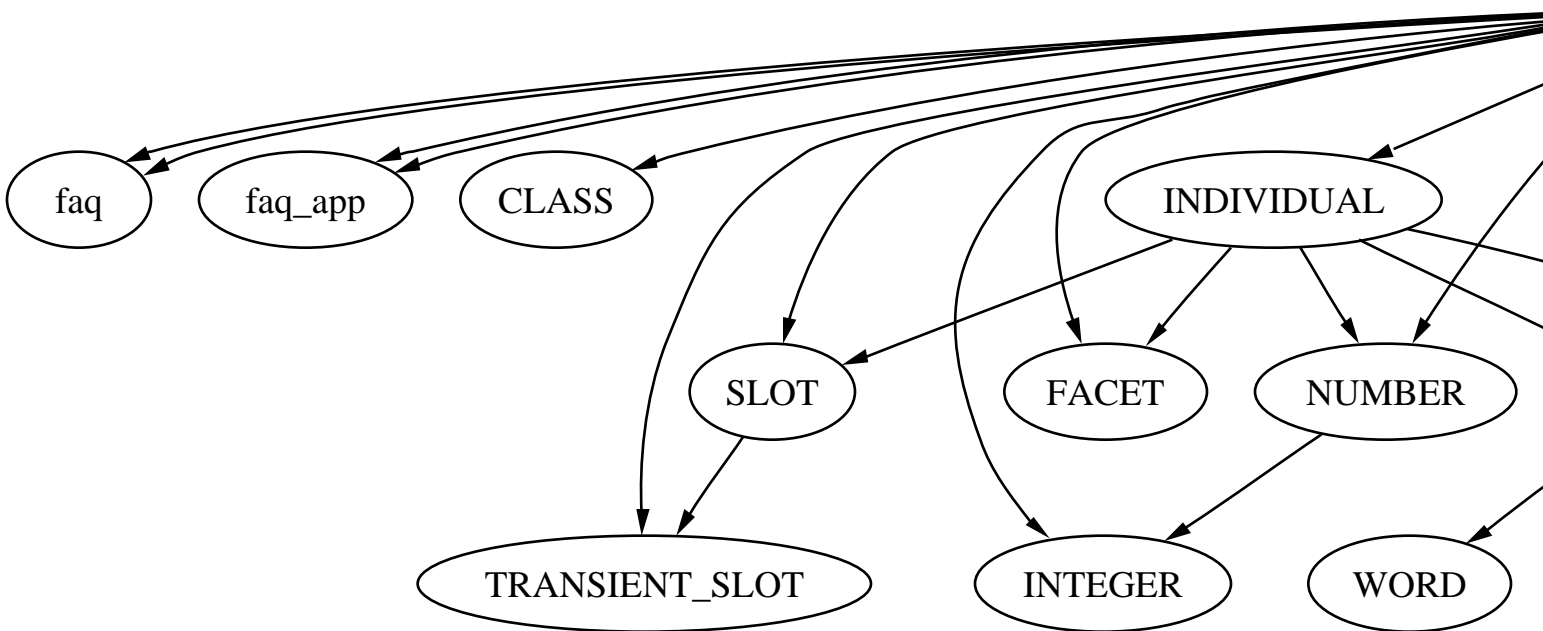 faq
faq_app
CLASS
INDIVIDUAL
SLOT
FACET
NUMBER
TRANSIENT_SLOT
INTEGER
WORD